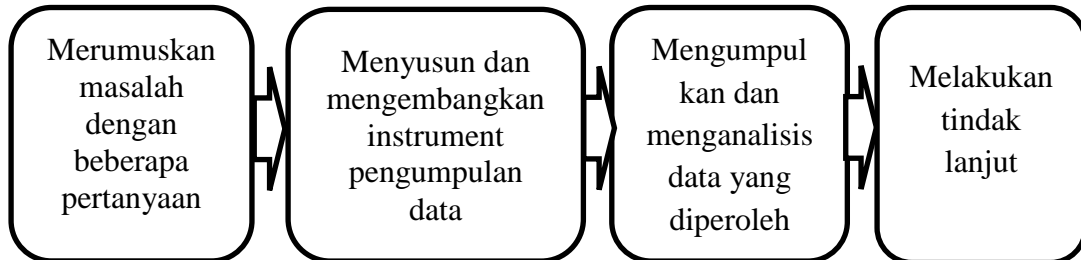 Merumuskan
masalah
dengan
beberapa
pertanyaan
Menyusun dan
mengembangkan
instrument
pengumpulan
data
Mengumpul
kan dan
menganalisis
data yang
diperoleh
Melakukan
tindak
lanjut